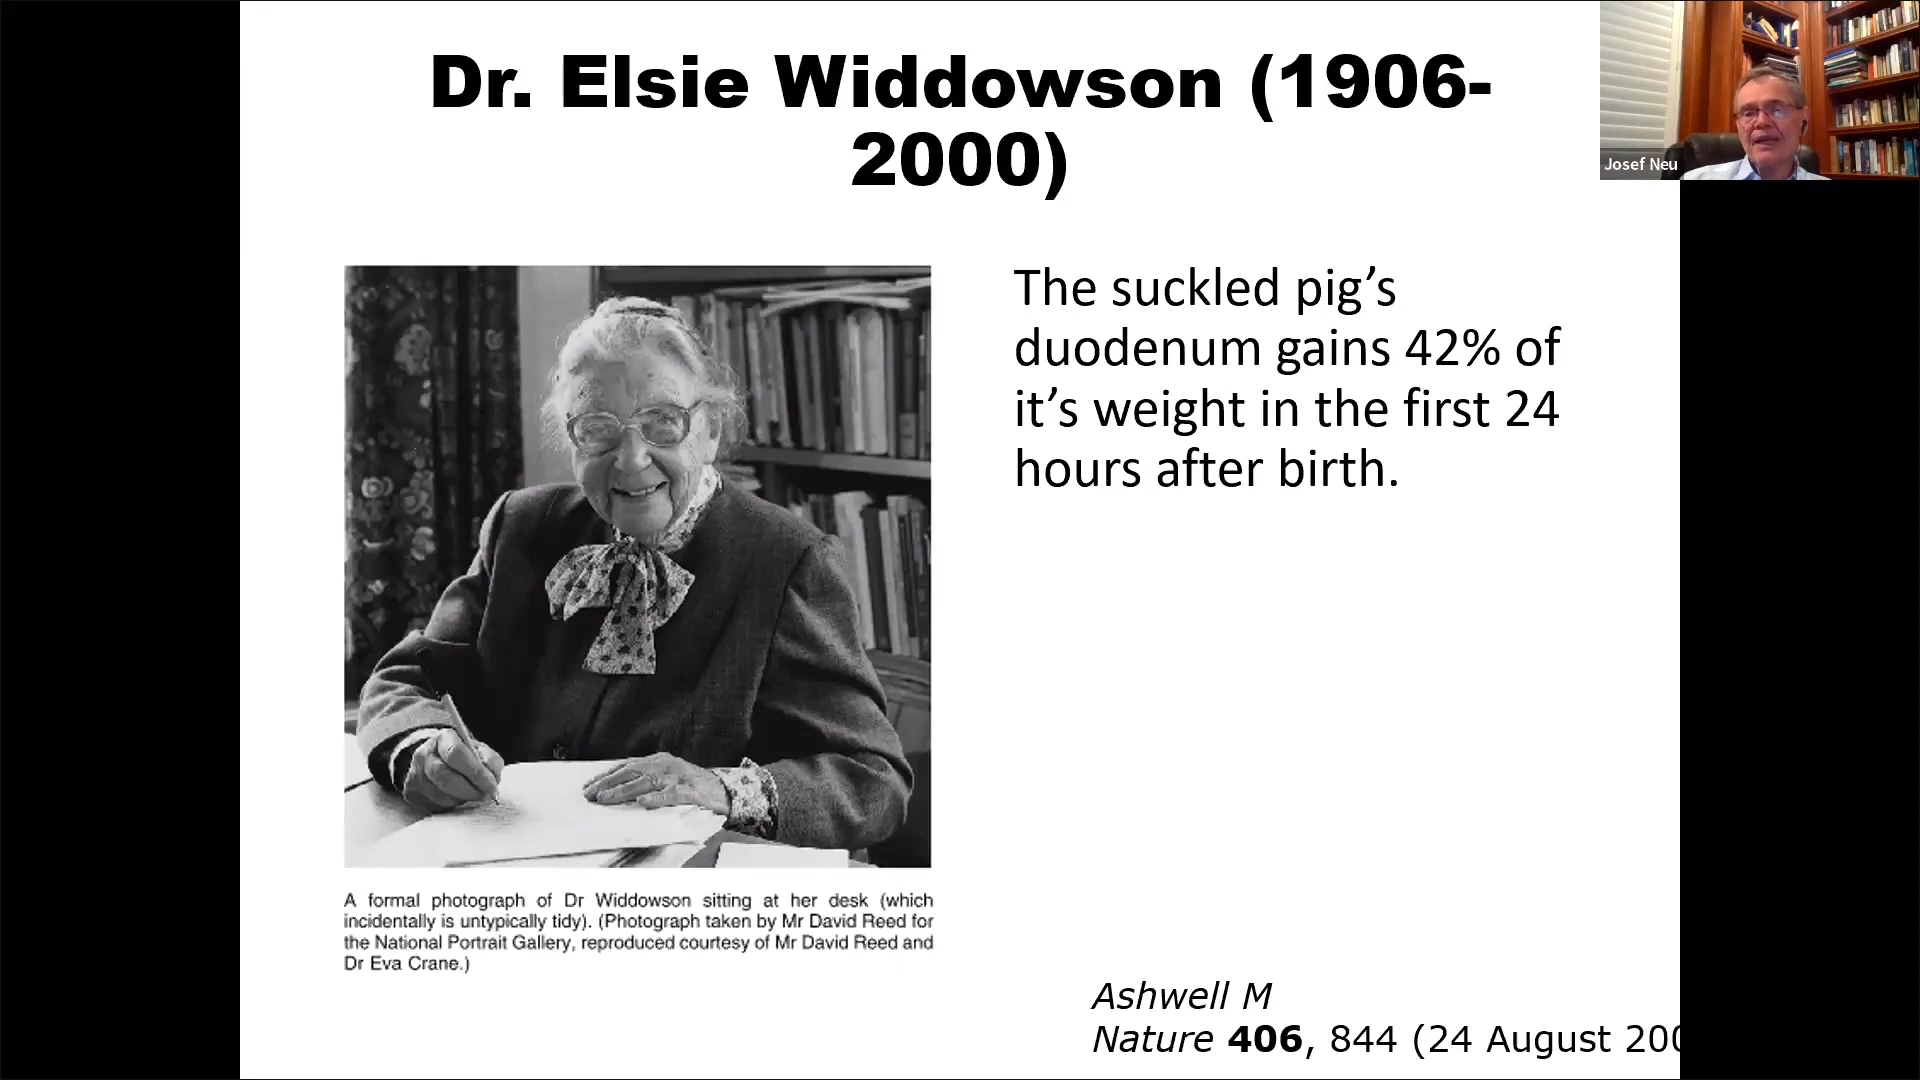 Dr. Elsie Widdowson (1906-
2000)
Josef Neu
The suckled pig’s
duodenum gains 42% of
it’s weight in the first 24
hours after birth.
A formal photograph of Dr Widdowson sitting at her desk (which
incidentally is untypically tidy). (Photograph taken by Mr David Reed for
the National Portrait Gallery, reproduced courtesy of Mr David Reed and
Dr Eva Crane.)
Ashwell M
Nature 406, 844 (24 August